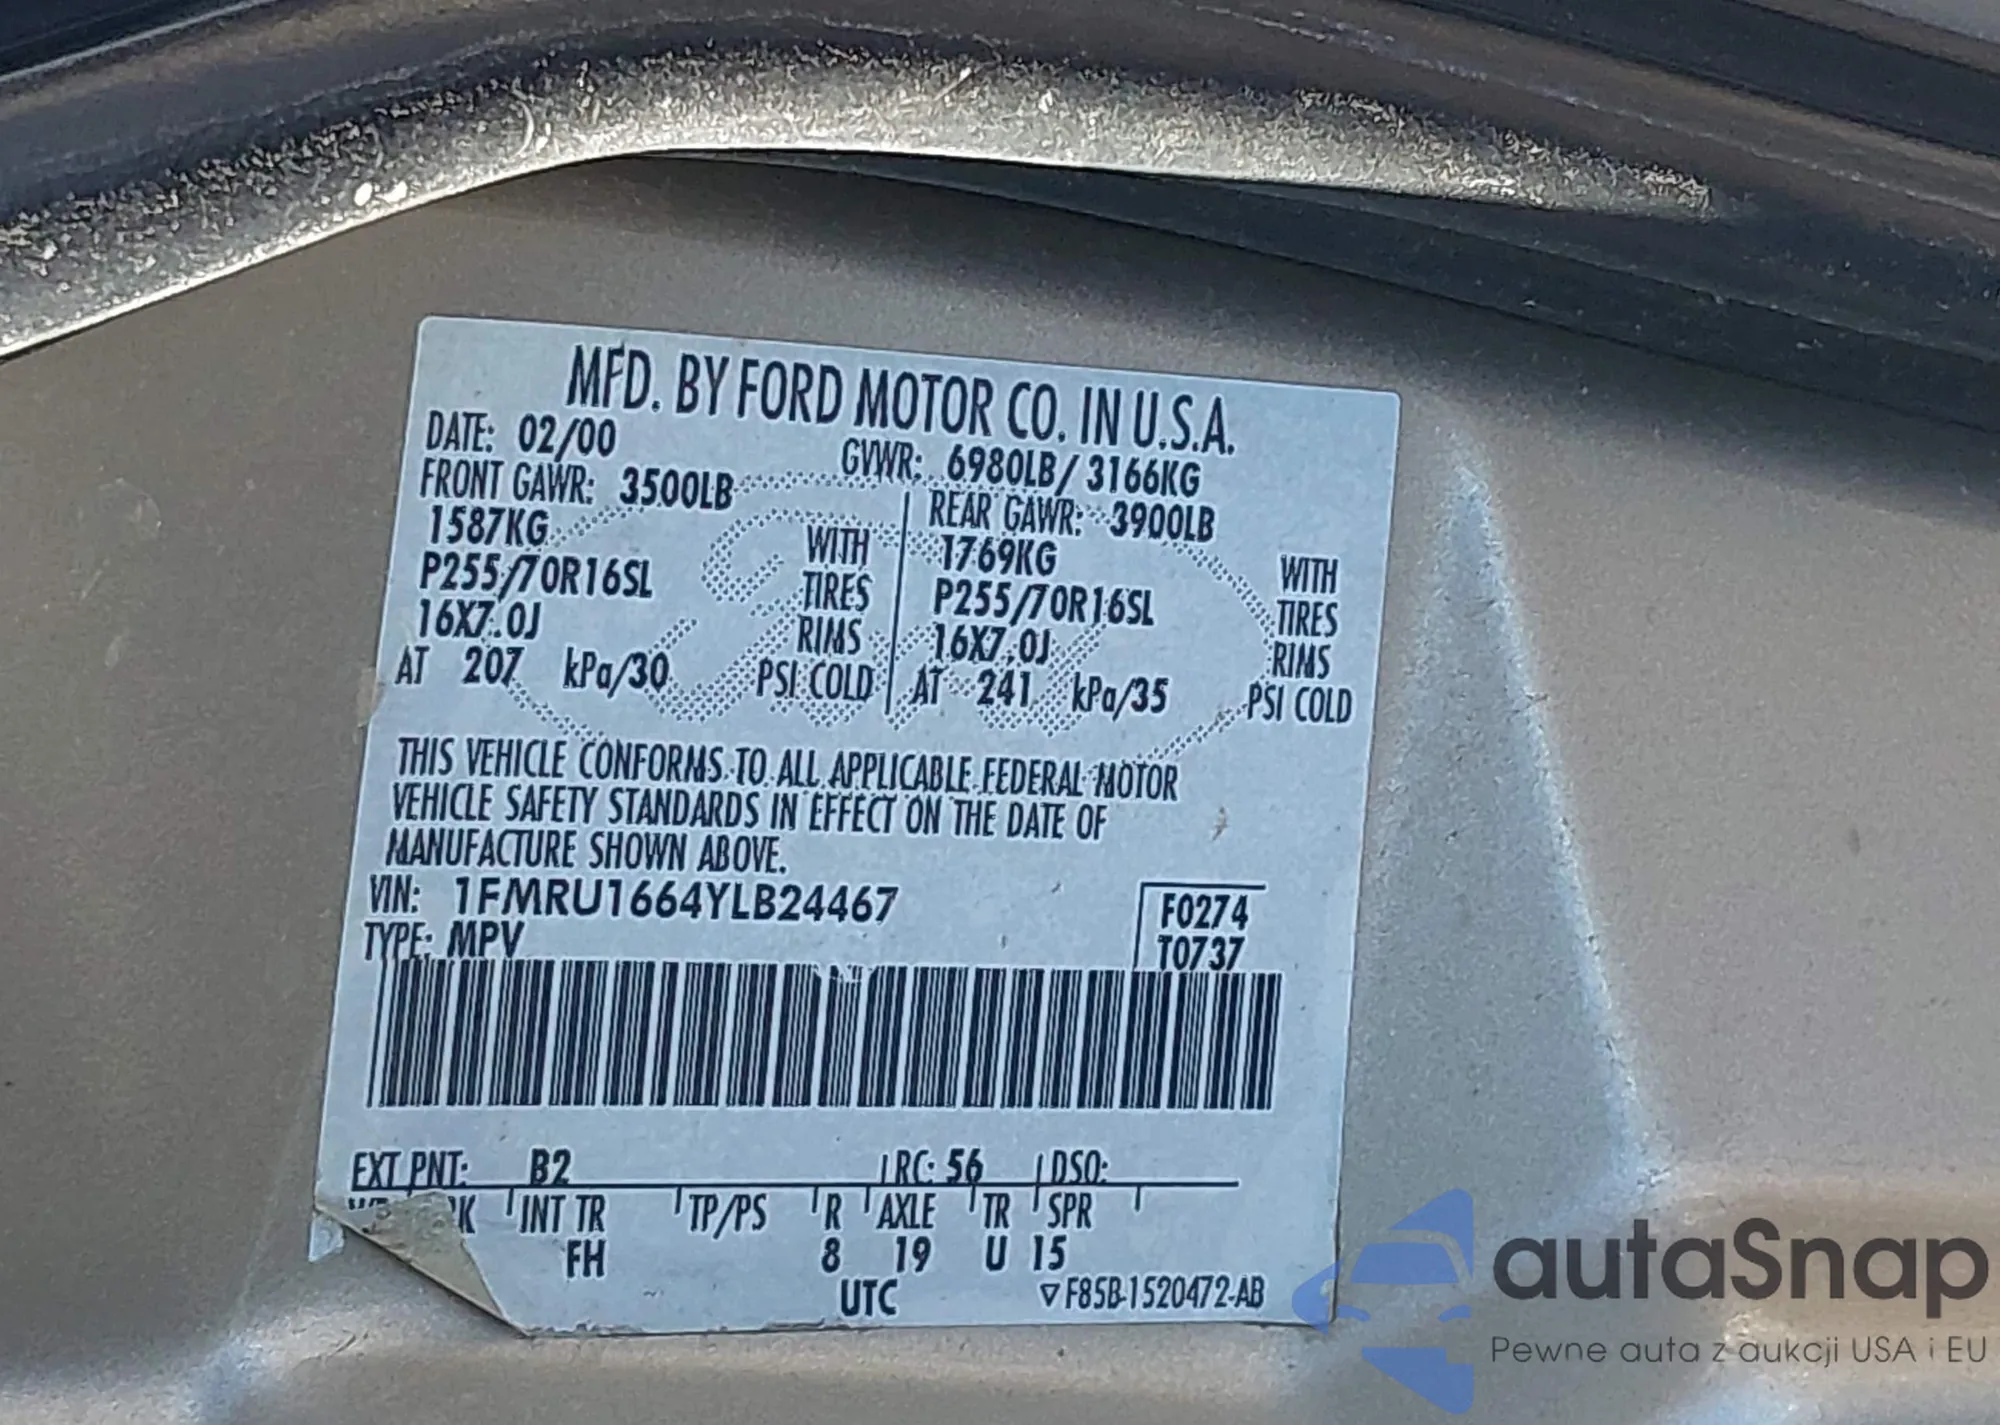 MFD. BY FORD MOTOR CO. IN U.S.A.
DATE: 02/00 GVWR: 6980LB/ 3166KG
FRONT GAWR: 3500LB REAR GAWR: 3900LB
1587KG WITH 1769KG WITH
P255/70R16SL TIRES P255/70R16SL TIRES
16X7.0J RIMS 16X7.0J RIMS
AT 207 kPa/30 PSI COLD AT 241 kPa/35 PSI COLD
THIS VEHICLE CONFORMS TO ALL APPLICABLE FEDERAL MOTOR
VEHICLE SAFETY STANDARDS IN EFFECT ON THE DATE OF
MANUFACTURE SHOWN ABOVE.
VIN: 1FMRU1664YLB24467 F0274
TYPE: MPV T0737
EXT PNT: B2 RC: 56 DSO:
INT TR TP/PS R AXLE TR SPR
FH 8 19 U 15
UTC ▽F85B-1520472-AB
autaSnap
Pewne auta z aukcji USA i EU